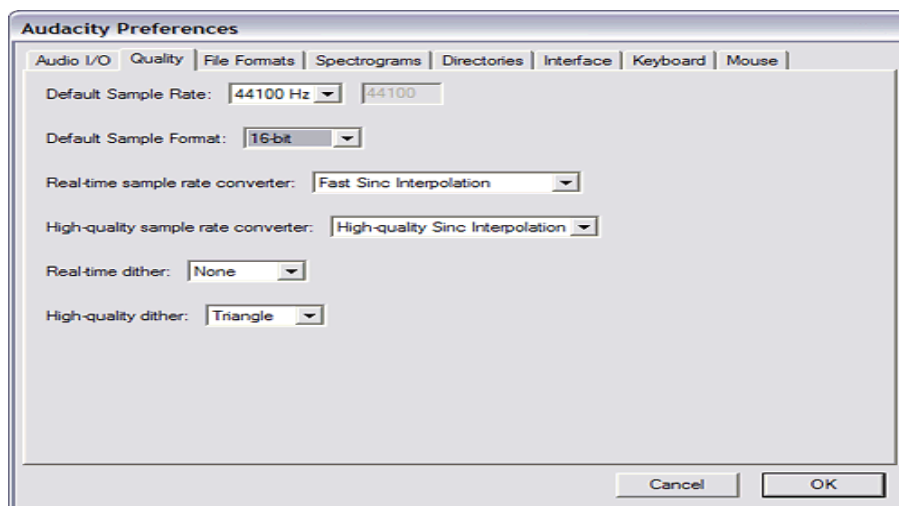 Audacity Preferences
Audio I/O Quality File Formats Spectrograms Directories Interface Keyboard Mouse
Default Sample Rate: 44100 Hz 44100
Default Sample Format: 16-bit
Real-time sample rate converter: Fast Sinc Interpolation
High-quality sample rate converter: High-quality Sinc Interpolation
Real-time dither: None
High-quality dither: Triangle
Cancel OK